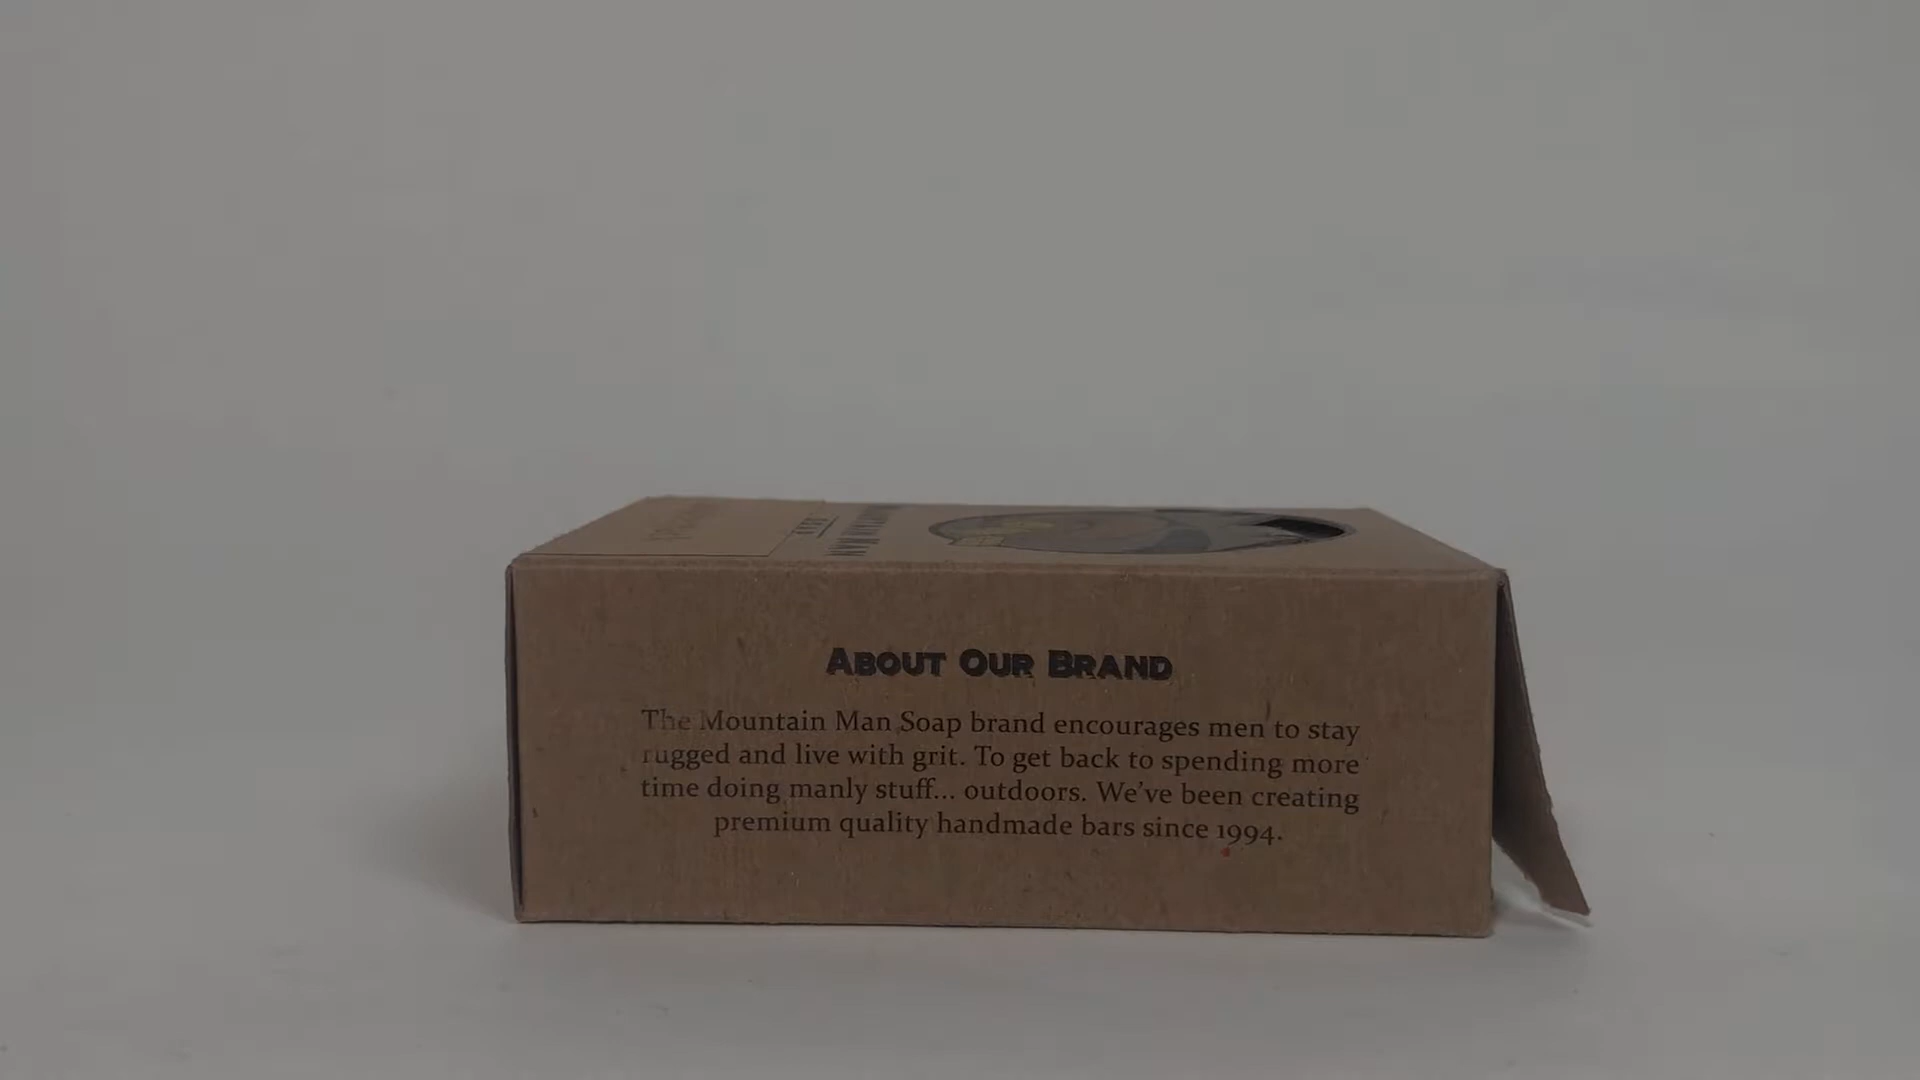 MOUNTAIN MAN
ABOUT OUR BRAND
The Mountain Man Soap brand encourages men to stay
rugged and live with grit. To get back to spending more
time doing manly stuff... outdoors. We've been creating
premium quality handmade bars since 1994.